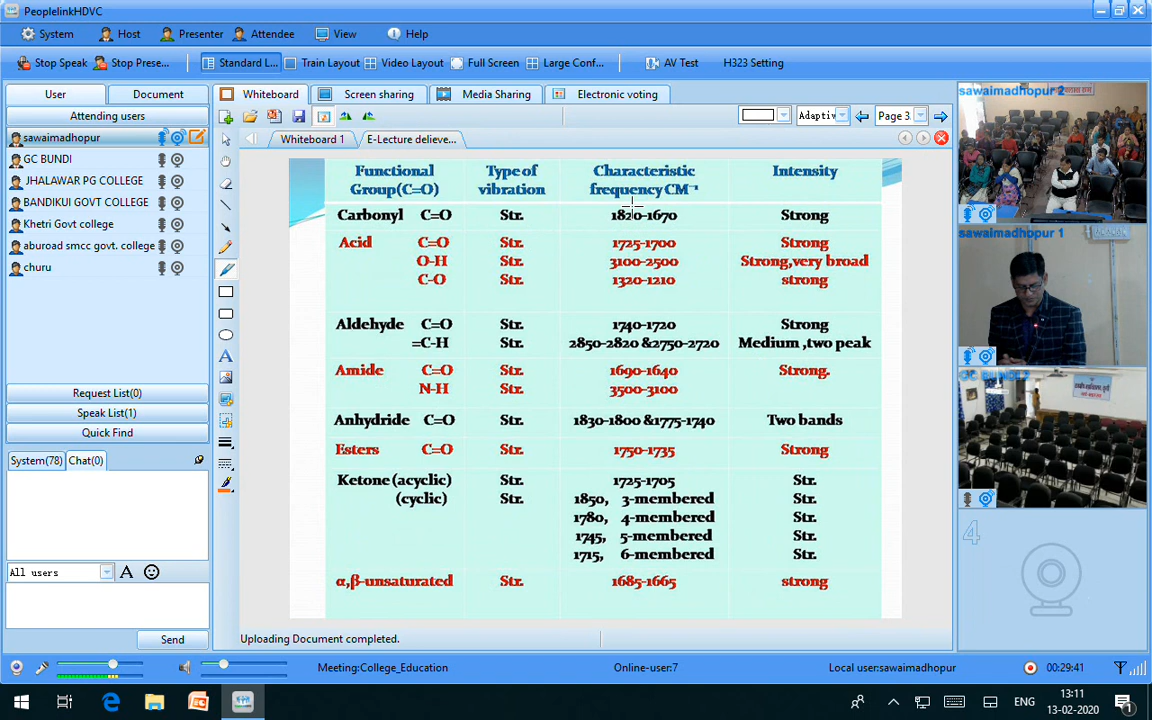 PeoplelinkHDVC
System Host Presenter Attendee View Help
Stop Speak Stop Prese... Standard L... Train Layout Video Layout Full Screen Large Conf... AV Test H323 Setting
User Document
Attending users
sawaimadhopur
GC BUNDI
JHALAWAR PG COLLEGE
BANDIKUI GOVT COLLEGE
Khetri Govt college
aburoad smcc govt. college
churu
Request List(0)
Speak List(1)
Quick Find
System(78) Chat(0)
All users A
Send
Whiteboard Screen sharing Media Sharing Electronic voting
Adaptiv Page 3
Whiteboard 1 E-Lecture delieve...
Functional Type of Characteristic Intensity
Group(C=O) vibration frequency CM⁻¹
Carbonyl C=O Str. 1820-1670 Strong
Acid C=O Str. 1725-1700 Strong
O-H Str. 3100-2500 Strong,very broad
C-O Str. 1320-1210 strong
Aldehyde C=O Str. 1740-1720 Strong
=C-H Str. 2850-2820 &2750-2720 Medium ,two peak
Amide C=O Str. 1690-1640 Strong.
N-H Str. 3500-3100
Anhydride C=O Str. 1830-1800 &1775-1740 Two bands
Esters C=O Str. 1750-1735 Strong
Ketone (acyclic) Str. 1725-1705 Str.
(cyclic) Str. 1850, 3-membered Str.
1780, 4-membered Str.
1745, 5-membered Str.
1715, 6-membered Str.
α,β-unsaturated Str. 1685-1665 strong
Uploading Document completed.
sawaimadhopur 2
sawaimadhopur 1
GC BUNDI
4
Meeting:College_Education Online-user:7 Local user:sawaimadhopur 00:29:41
ENG 13:11
13-02-2020
1